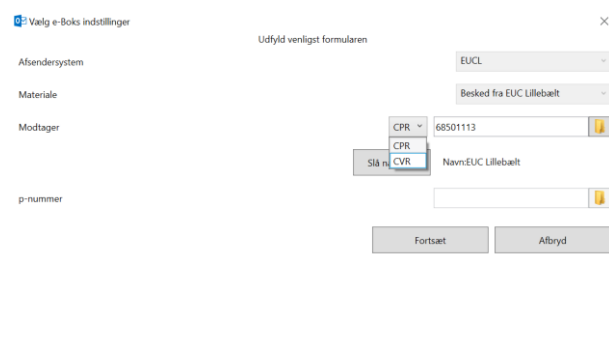 Vælg e-Boks indstillinger
Udfyld venligst formularen
Afsendersystem EUCL
Materiale Besked fra EUC Lillebælt
Modtager CPR 68501113
CPR
Slå CVR Navn:EUC Lillebælt
p-nummer
Fortsæt Afbryd